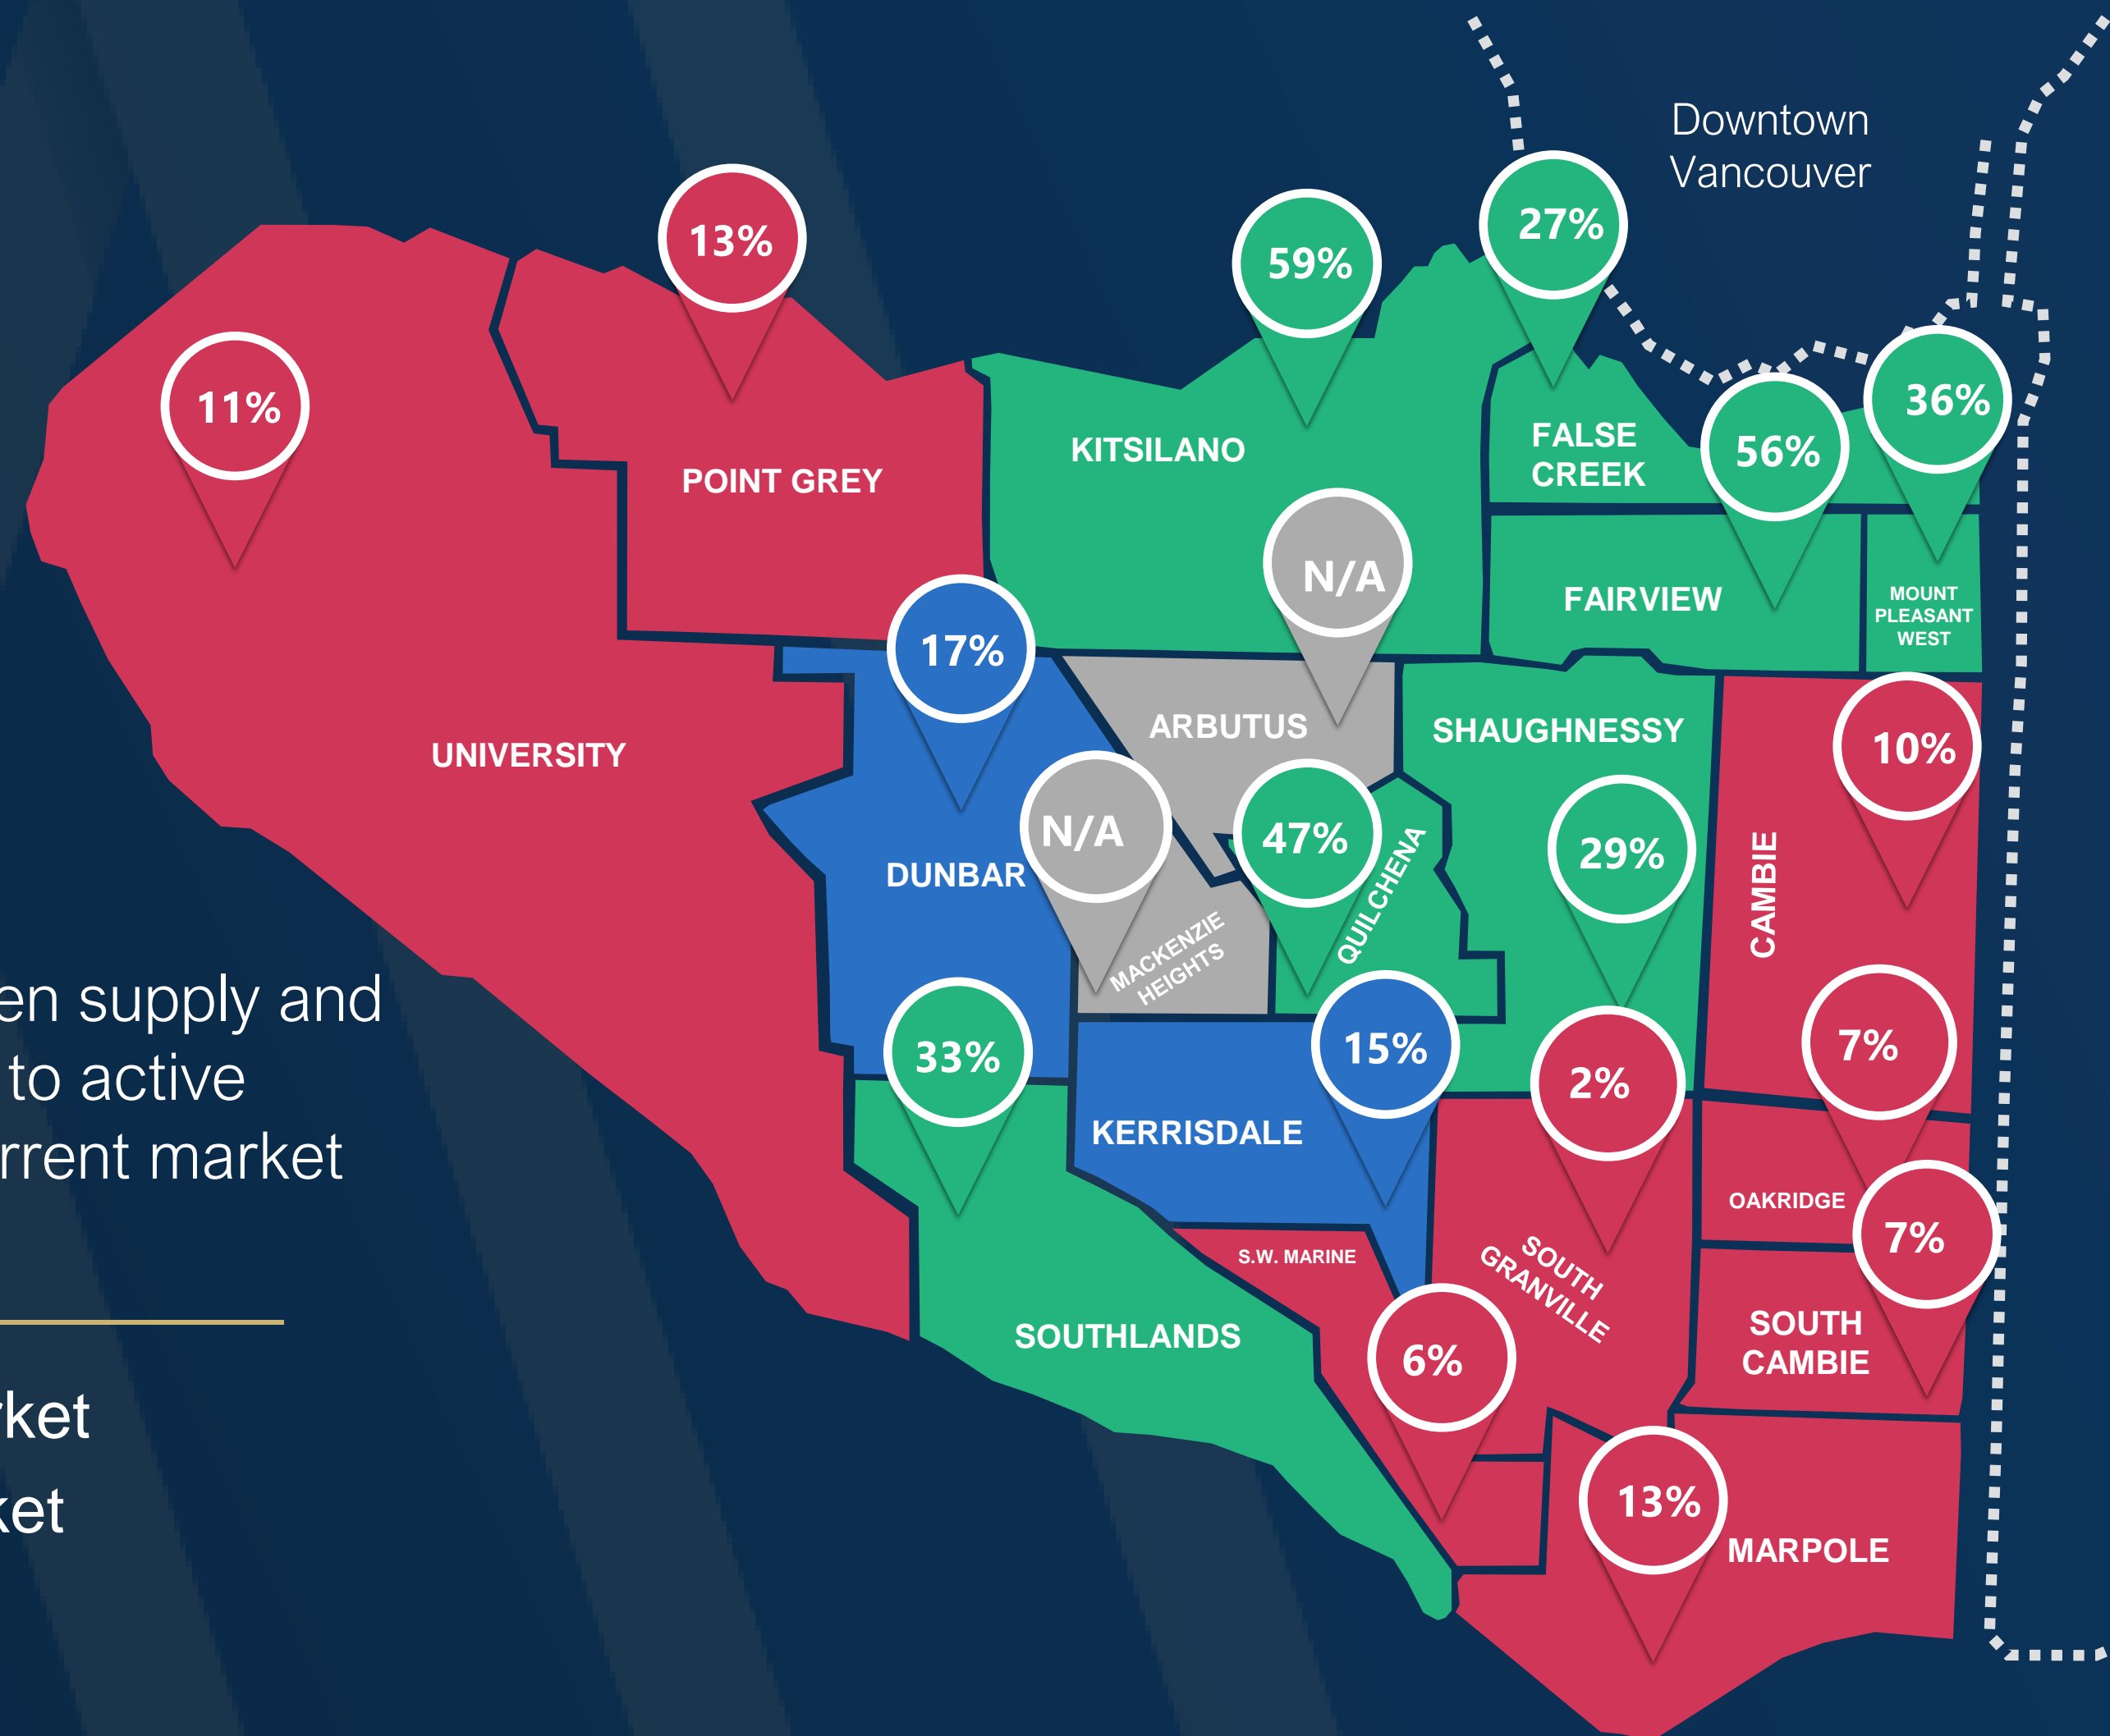 Downtown
Vancouver
13%
27%
59%
11%
36%
KITSILANO
FALSE
CREEK
56%
POINT GREY
N/A
FAIRVIEW
MOUNT
PLEASANT
WEST
17%
ARBUTUS
SHAUGHNESSY
10%
UNIVERSITY
N/A
47%
29%
DUNBAR
QUILCHENA
CAMBIE
MACKENZIE
HEIGHTS
en supply and
to active
rrent market
33%
15%
2%
7%
KERRISDALE
OAKRIDGE
7%
S.W. MARINE
SOUTH
GRANVILLE
SOUTHLANDS
SOUTH
CAMBIE
6%
rket
ket
13%
MARPOLE